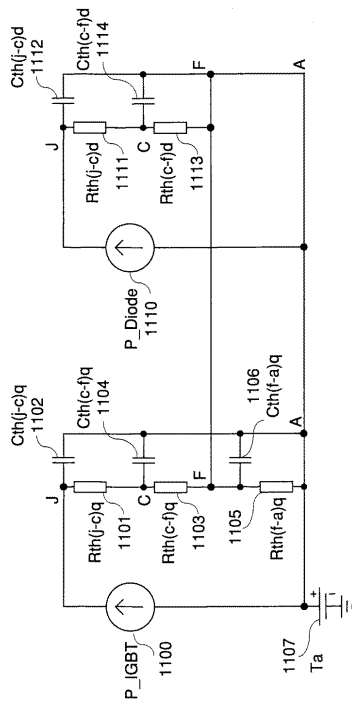 P_IGBT
1100
J
Rth(j-c)q
1101
Cth(j-c)q
1102
C
Rth(c-f)q
1103
Cth(c-f)q
1104
F
1105
Rth(f-a)q
1106
Cth(f-a)q
A
1107
Ta
+
-
P_Diode
1110
J
Rth(j-c)d
1111
Cth(j-c)d
1112
C
Rth(c-f)d
1113
Cth(c-f)d
1114
F
A